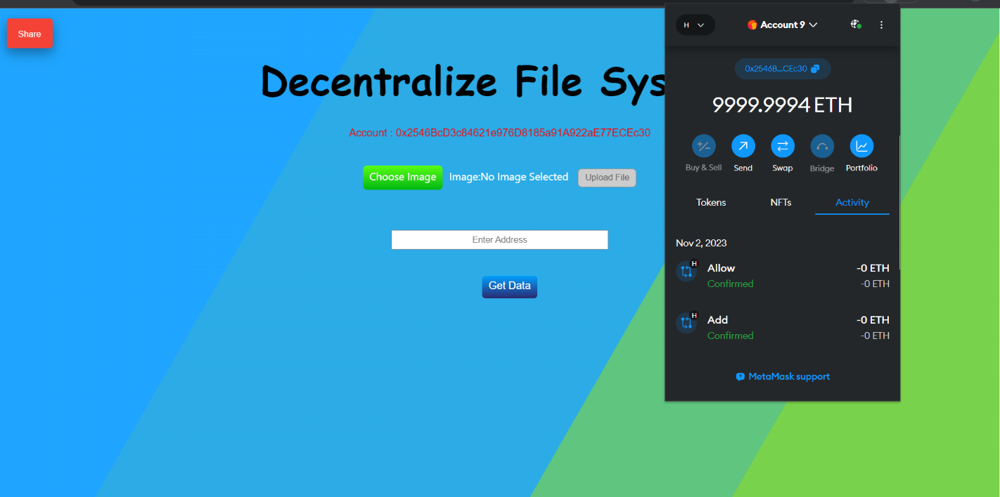 Share
Decentralize File Sys
Account : 0x2546BcD3c84621e976D8185a91A922aE77ECEc30
Choose Image Image:No Image Selected Upload File
Enter Address
Get Data
H Account 9
0x2546B...CEc30
9999.9994 ETH
Buy & Sell Send Swap Bridge Portfolio
Tokens NFTs Activity
Nov 2, 2023
H Allow -0 ETH
Confirmed -0 ETH
H Add -0 ETH
Confirmed -0 ETH
MetaMask support